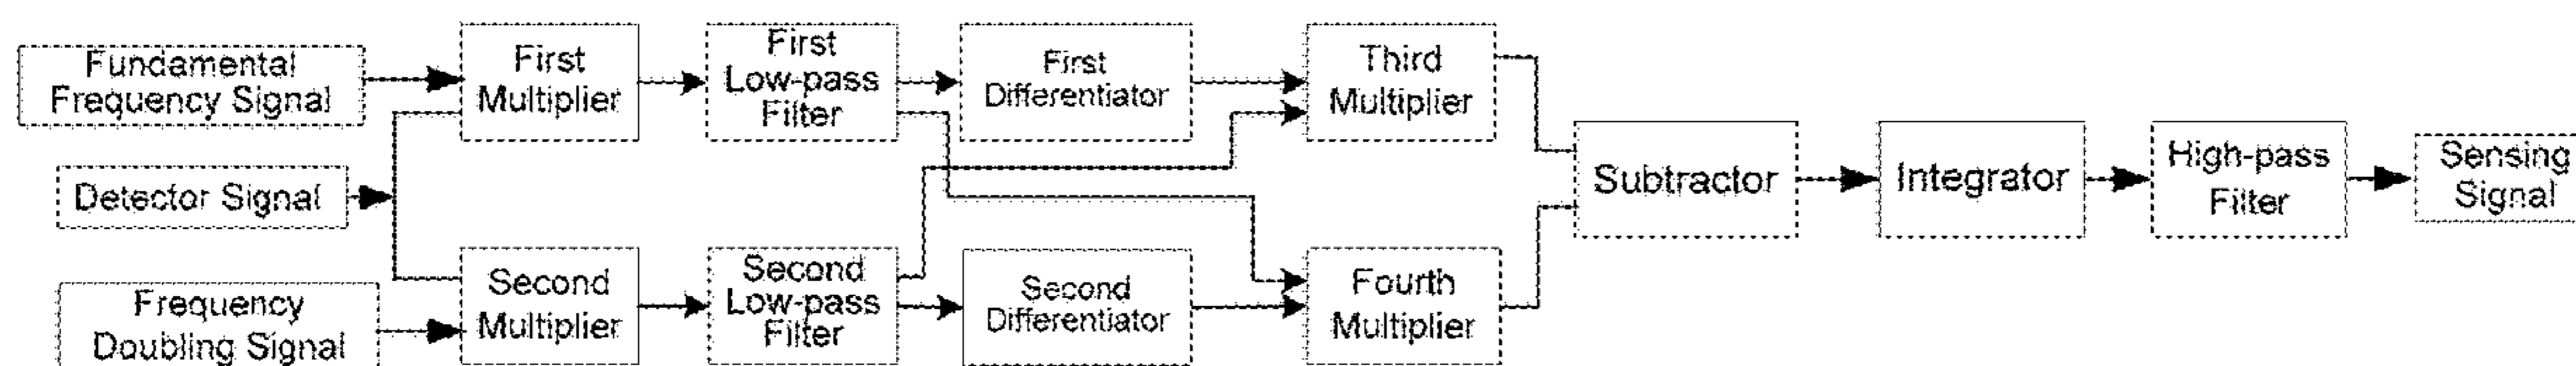 Fundamental
Frequency Signal
Detector Signal
Frequency
Doubling Signal
First
Multiplier
Second
Multiplier
First
Low-pass
Filter
Second
Low-pass
Filter
First
Differentiator
Second
Differentiator
Third
Multiplier
Fourth
Multiplier
Subtractor
Integrator
High-pass
Filter
Sensing
Signal